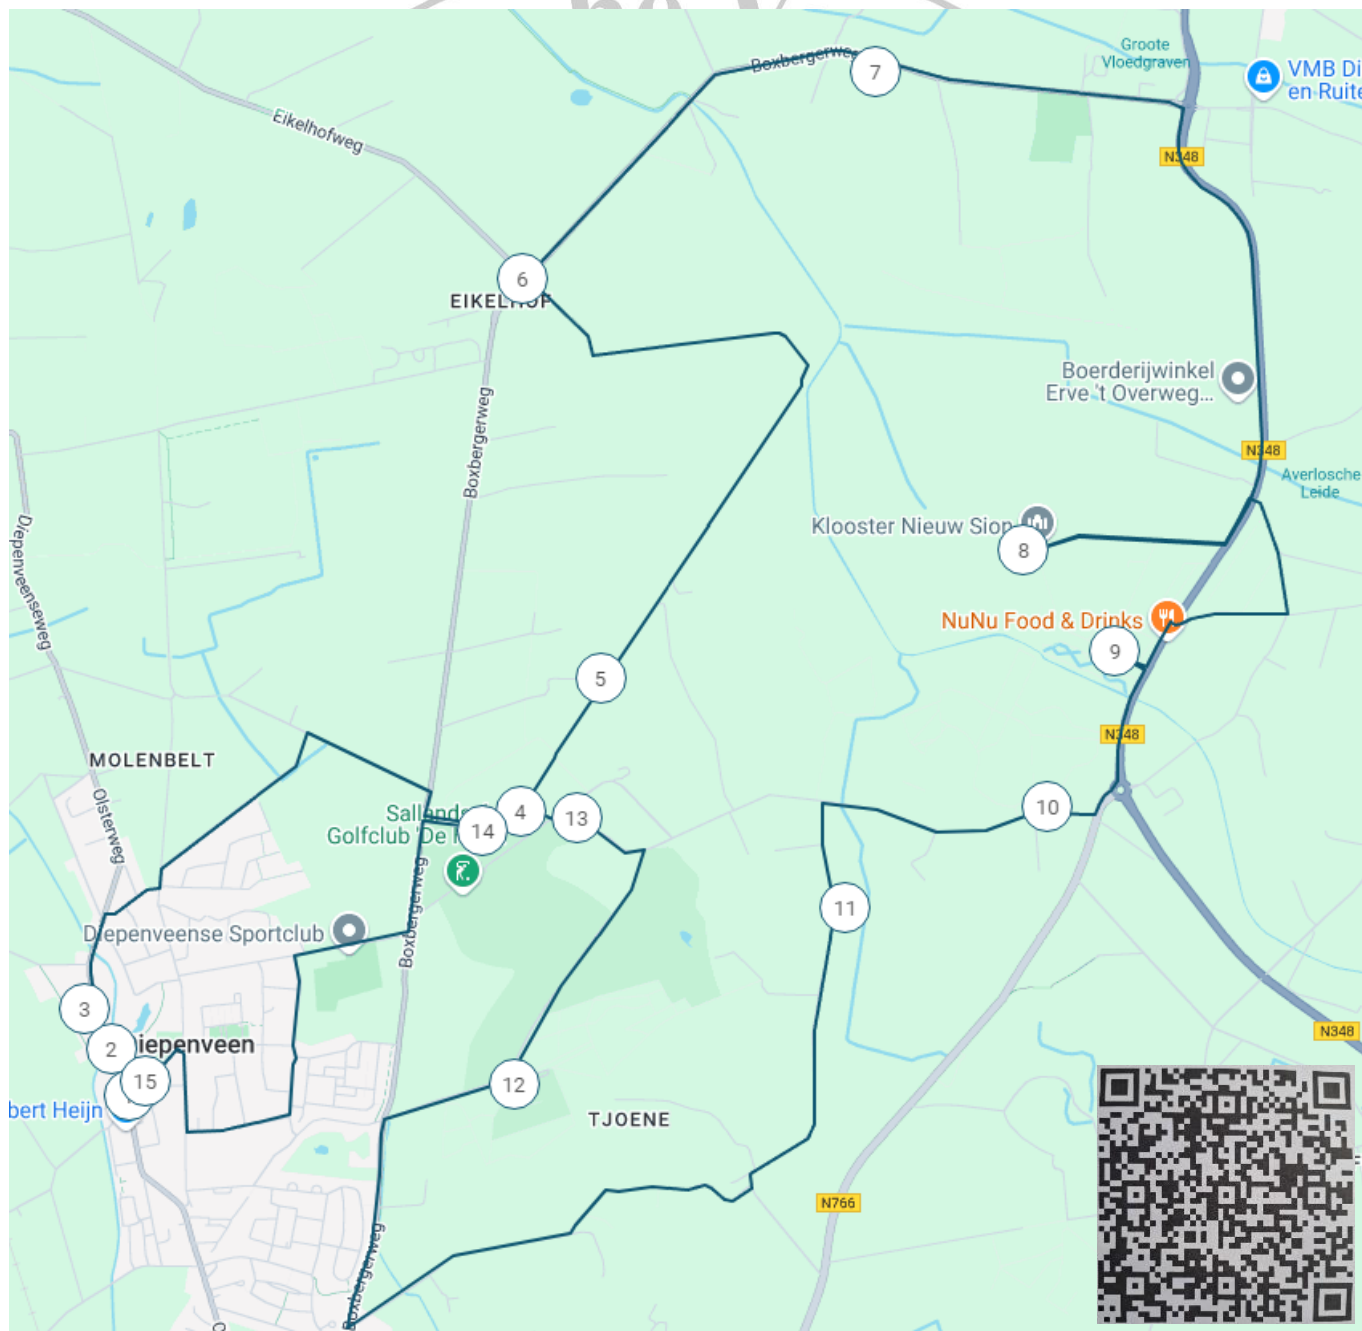 Boxbergerweg
7
Groote
Vloedgraven
VMB Di
en Ruite
Eikelhofweg
N348
6
EIKELHOF
Boerderijwinkel
Erve 't Overweg...
Boxbergerweg
N348
Averlosche
Leide
Klooster Nieuw Sion
8
Diepenveenseweg
NuNu Food & Drinks
9
5
N348
MOLENBELT
Olsterweg
Sallands
Golfclub 'De
4
13
14
10
Boxbergerweg
11
Diepenveense Sportclub
3
2
iepenveen
N348
15
12
bert Heijn
TJOENE
N766
Boxbergerweg